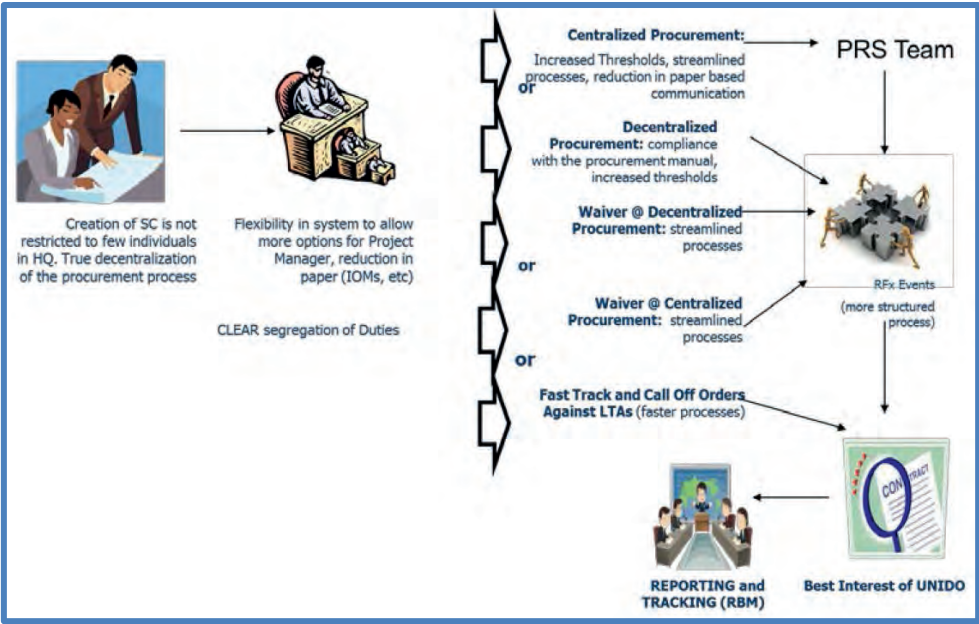 Creation of SC is not
restricted to few individuals
in HQ. True decentralization
of the procurement process
Flexibility in system to allow
more options for Project
Manager, reduction in
paper (IOMs, etc)
CLEAR segregation of Duties
Centralized Procurement:
Increased Thresholds, streamlined
processes, reduction in paper based
communication
or
Decentralized
Procurement: compliance
with the procurement manual,
increased thresholds
Waiver @ Decentralized
Procurement: streamlined
processes
or
Waiver @ Centralized
Procurement: streamlined
processes
or
Fast Track and Call Off Orders
Against LTAs (faster processes)
PRS Team
RFx Events
(more structured
process)
CONTRACT
Best Interest of UNIDO
REPORTING and
TRACKING (RBM)